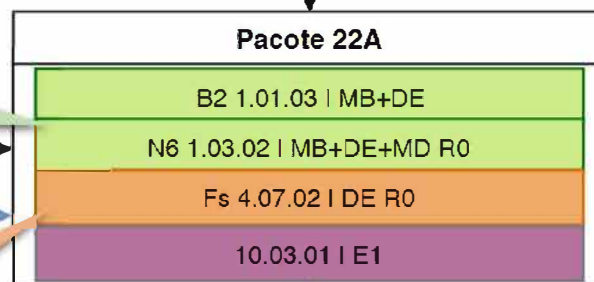 Pacote 22A
B2 1.01.03 | MB+DE
N6 1.03.02 | MB+DE+MD R0
Fs 4.07.02 | DE R0
10.03.01 | E1